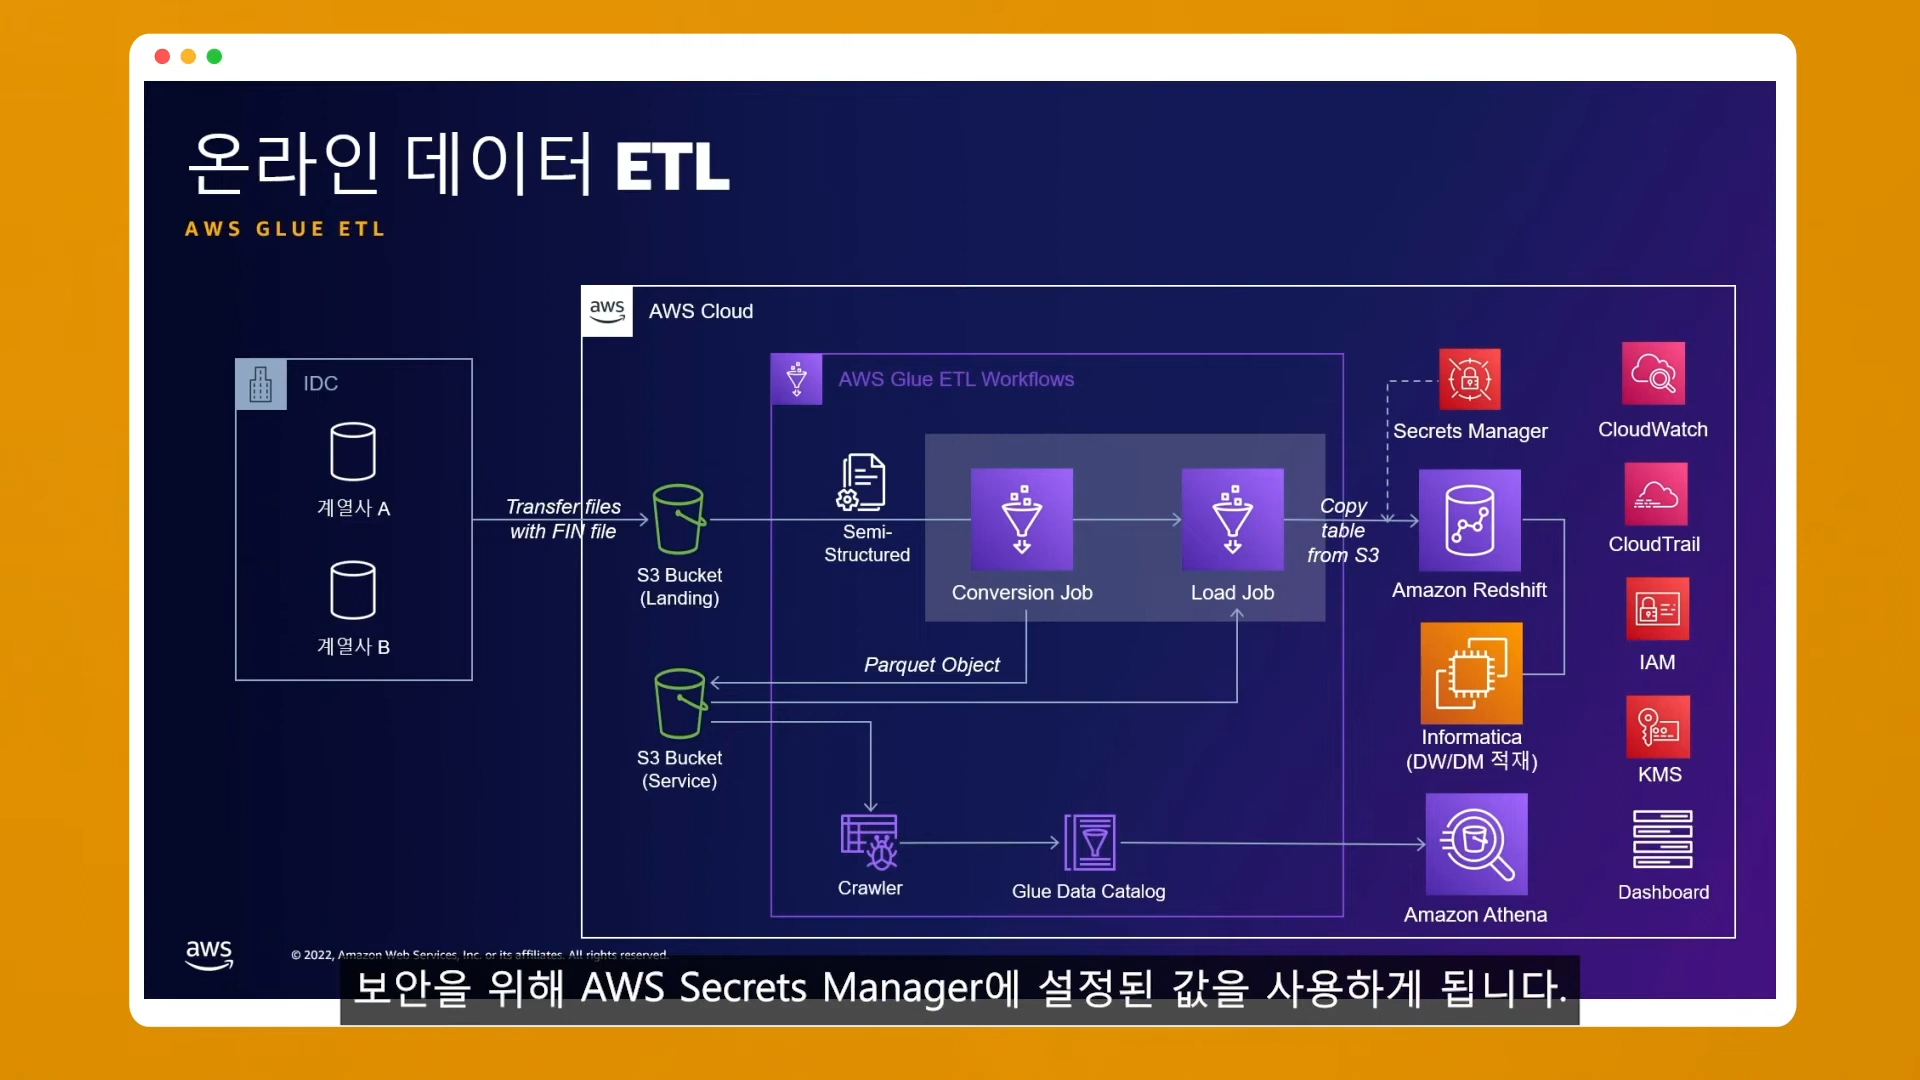 온라인 데이터 ETL
AWS GLUE ETL
aws
AWS Cloud
IDC
계열사 A
계열사 B
Transfer files
with FIN file
S3 Bucket
(Landing)
S3 Bucket
(Service)
AWS Glue ETL Workflows
Semi-
Structured
Conversion Job
Load Job
Parquet Object
Crawler
Glue Data Catalog
Copy
table
from S3
Secrets Manager
Amazon Redshift
Informatica
(DW/DM 적재)
Amazon Athena
CloudWatch
CloudTrail
IAM
KMS
Dashboard
aws
© 2022, Amazon Web Services, Inc. or its affiliates. All rights reserved.
보안을 위해 AWS Secrets Manager에 설정된 값을 사용하게 됩니다.